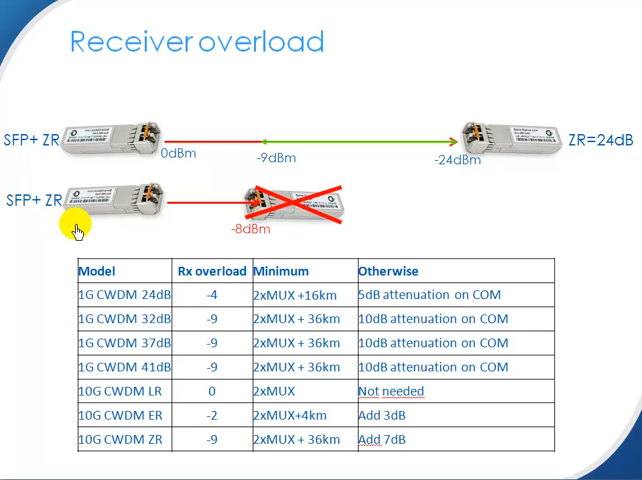 Receiver overload
SFP+ ZR
0dBm
-9dBm
-24dBm
ZR=24dB
SFP+ ZR
-8dBm
Model Rx overload Minimum Otherwise
1G CWDM 24dB -4 2xMUX +16km 5dB attenuation on COM
1G CWDM 32dB -9 2xMUX + 36km 10dB attenuation on COM
1G CWDM 37dB -9 2xMUX + 36km 10dB attenuation on COM
1G CWDM 41dB -9 2xMUX + 36km 10dB attenuation on COM
10G CWDM LR 0 2xMUX Not needed
10G CWDM ER -2 2xMUX+4km Add 3dB
10G CWDM ZR -9 2xMUX + 36km Add 7dB